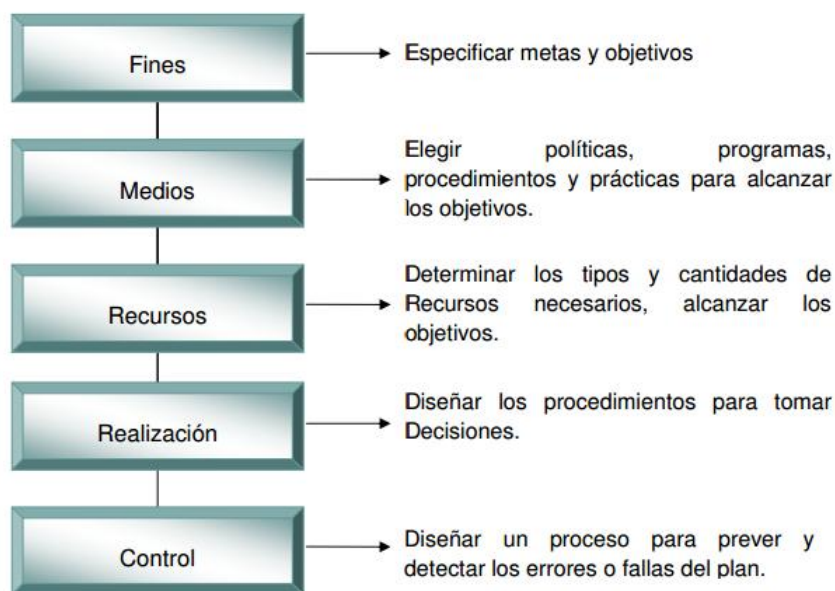 Fines
Especificar metas y objetivos
Medios
Elegir políticas, programas,
procedimientos y prácticas para alcanzar
los objetivos.
Recursos
Determinar los tipos y cantidades de
Recursos necesarios, alcanzar los
objetivos.
Realización
Diseñar los procedimientos para tomar
Decisiones.
Control
Diseñar un proceso para prever y
detectar los errores o fallas del plan.